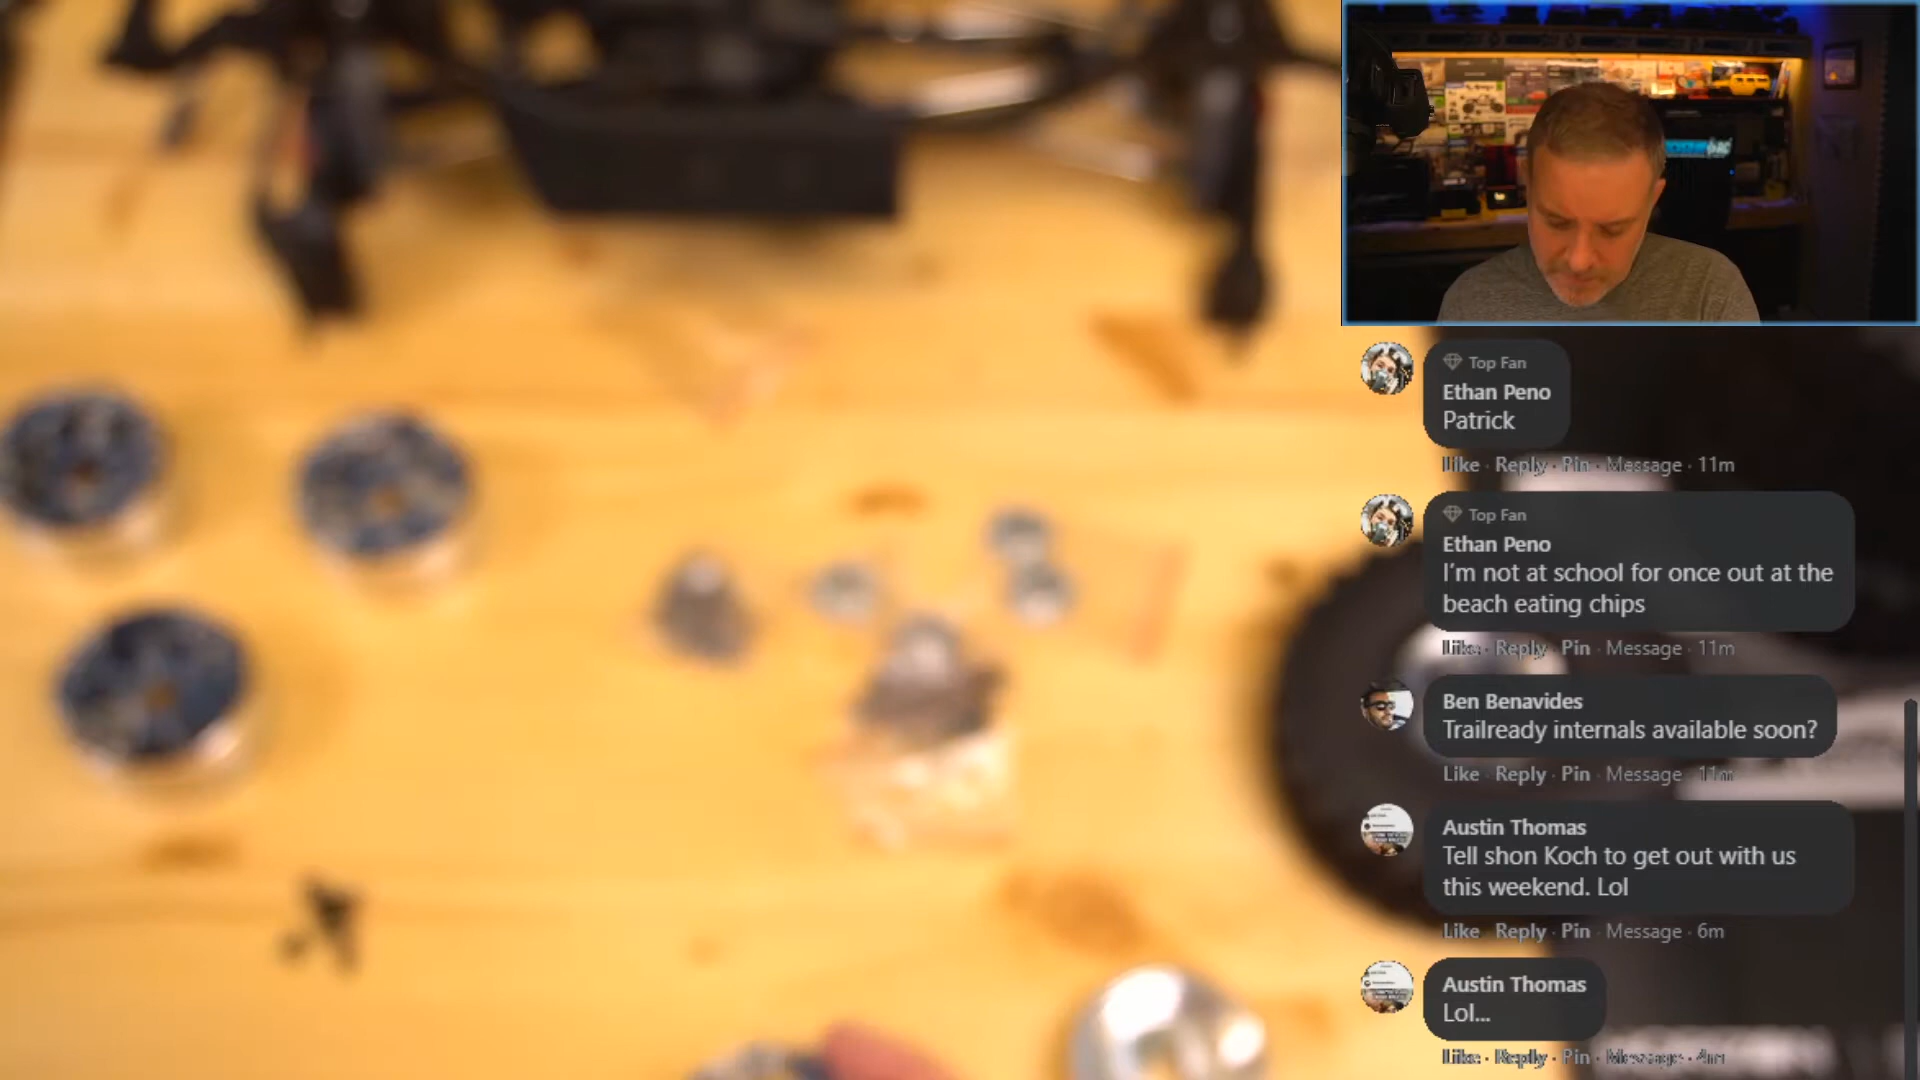 Top Fan
Ethan Peno
Patrick
Like · Reply · Pin · Message · 11m
Top Fan
Ethan Peno
I'm not at school for once out at the
beach eating chips
Like · Reply · Pin · Message · 11m
Ben Benavides
Trailready internals available soon?
Like · Reply · Pin · Message · 11m
Austin Thomas
Tell shon Koch to get out with us
this weekend. Lol
Like · Reply · Pin · Message · 6m
Austin Thomas
Lol...
Like · Reply · Pin · Message · 4m